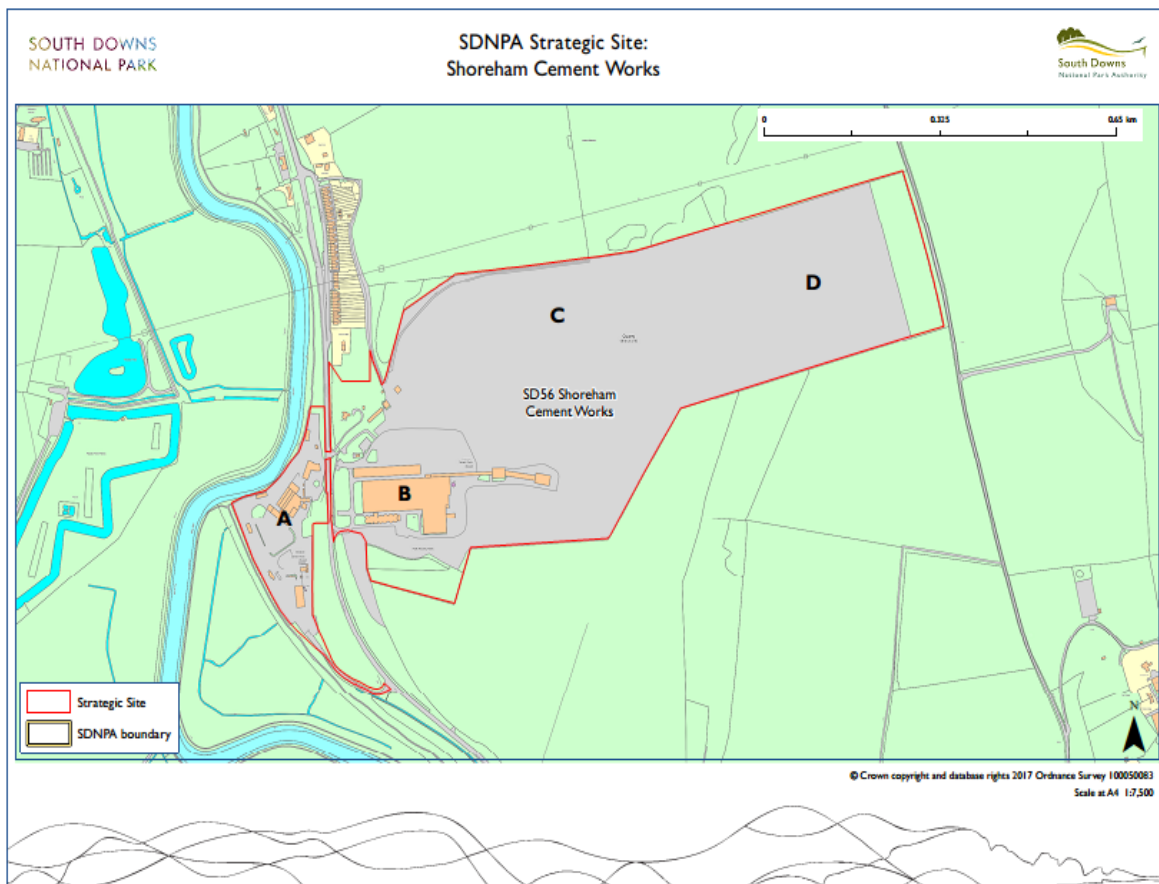 SOUTH DOWNS
NATIONAL PARK
SDNPA Strategic Site:
Shoreham Cement Works
South Downs
National Park Authority
0
0.325
0.65 km
D
C
SD56 Shoreham
Cement Works
B
A
Strategic Site
SDNPA boundary
N
© Crown copyright and database rights 2017 Ordnance Survey 100050083
Scale at A4 1:7,500